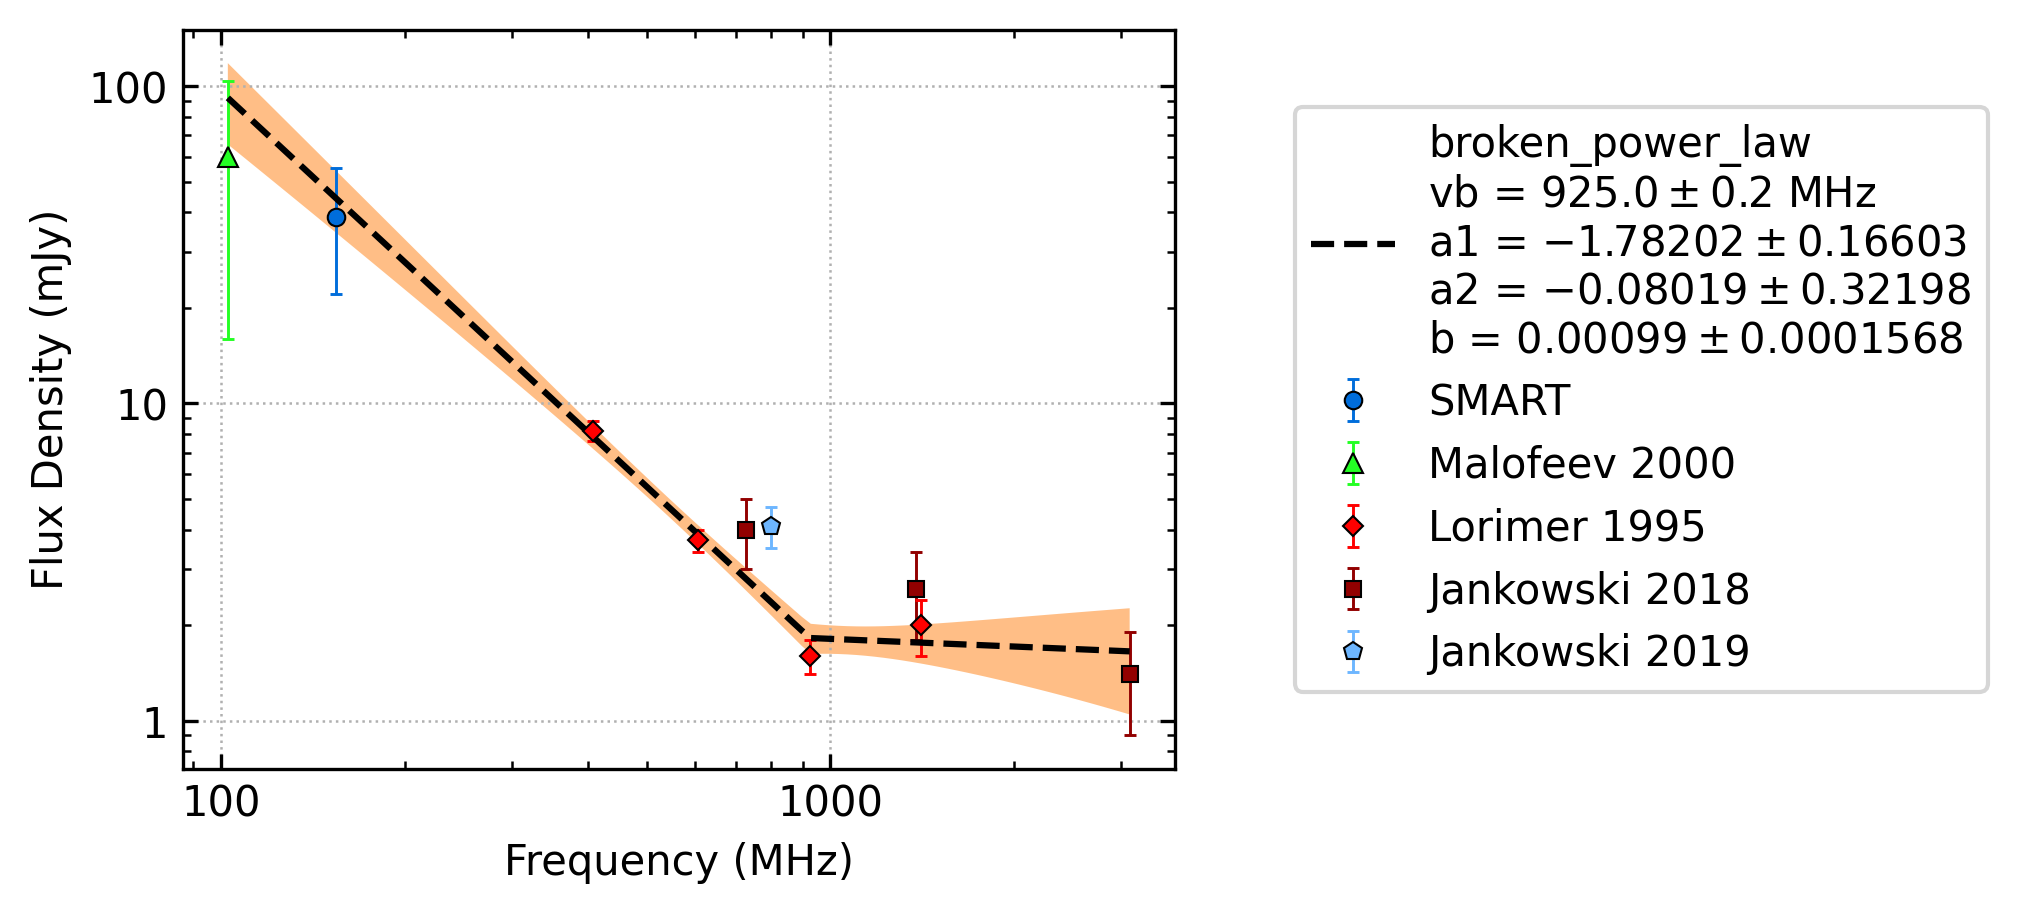 100
10
1
Flux Density (mJy)
100
1000
Frequency (MHz)
broken_power_law
vb = 925.0 ± 0.2 MHz
a1 = −1.78202 ± 0.16603
a2 = −0.08019 ± 0.32198
b = 0.00099 ± 0.0001568
SMART
Malofeev 2000
Lorimer 1995
Jankowski 2018
Jankowski 2019